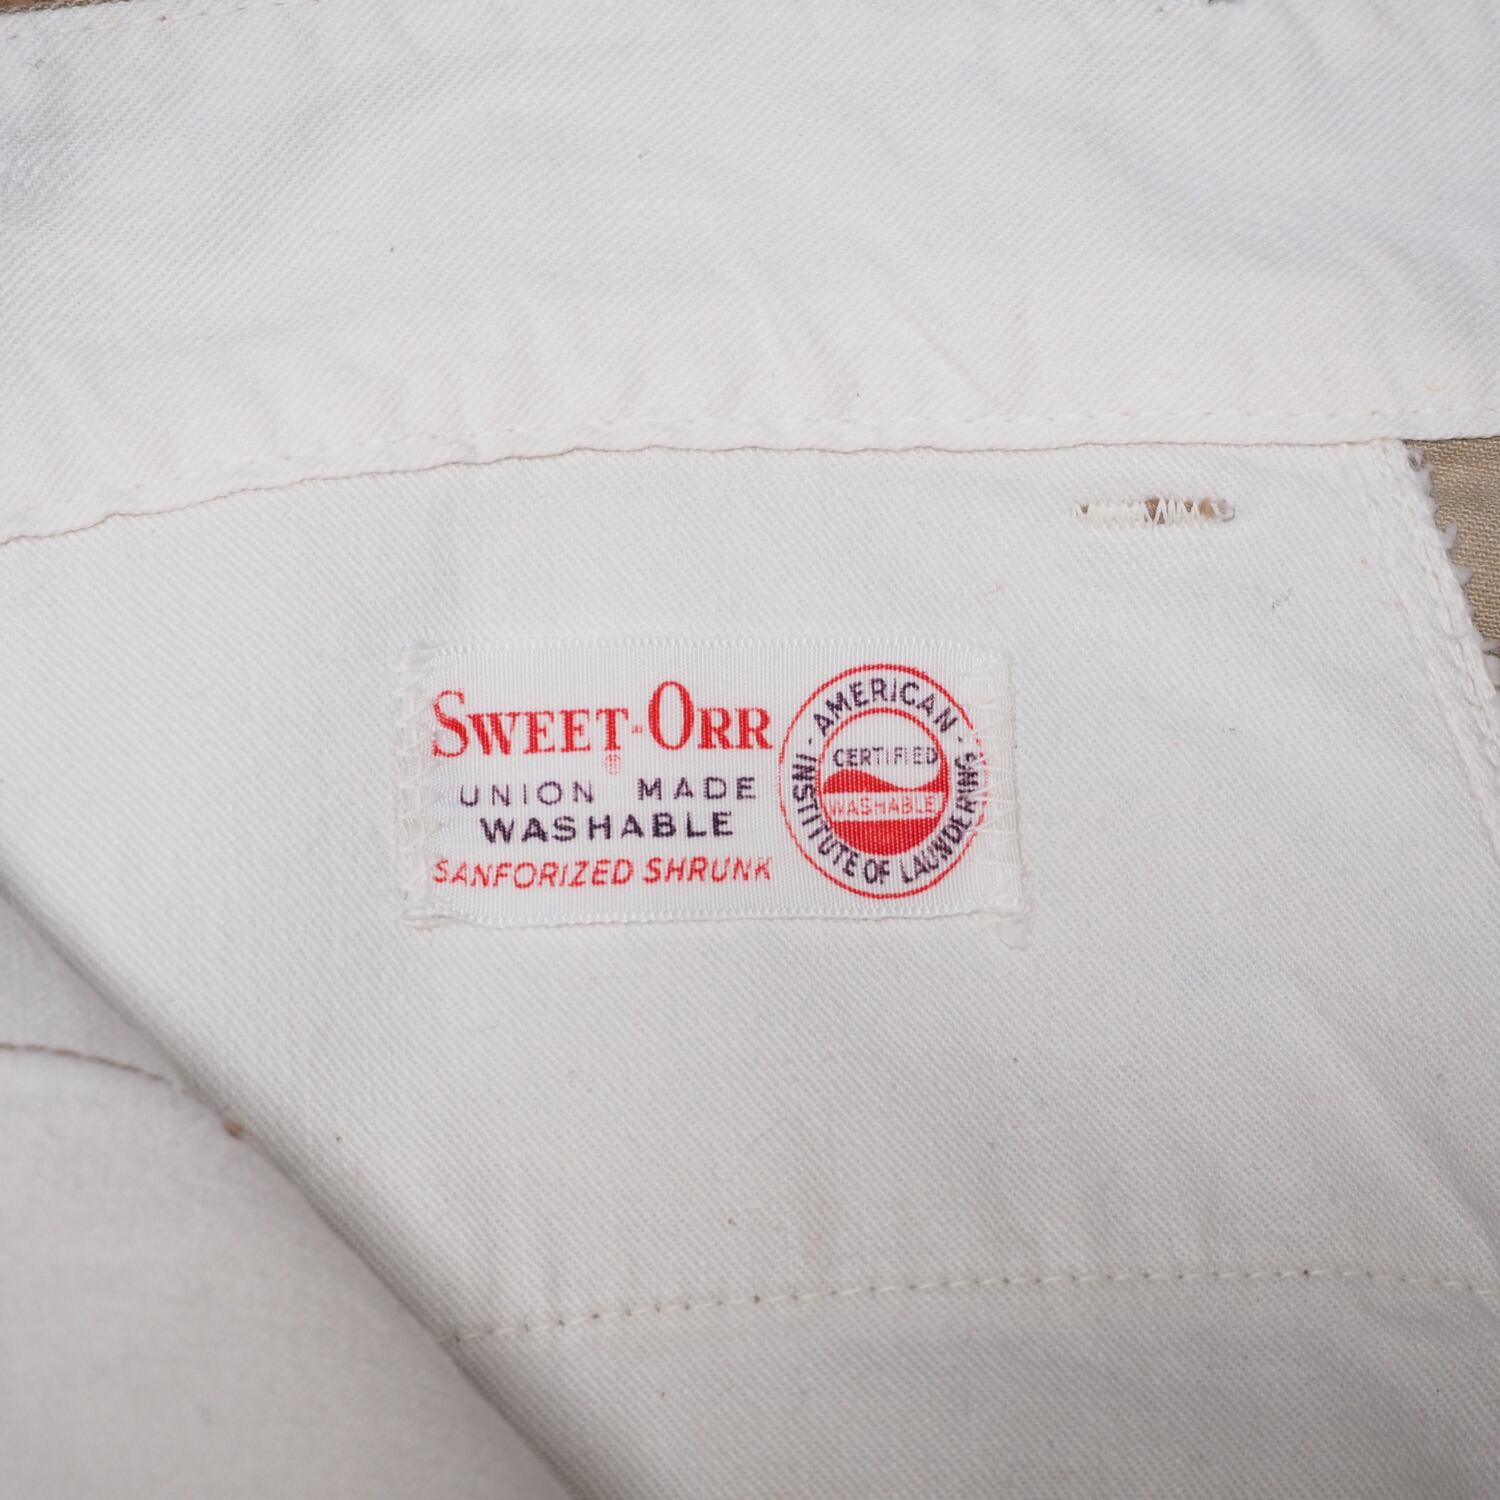 SWEET-ORR
®
UNION MADE
WASHABLE
SANFORIZED SHRUNK
· AMERICAN ·
INSTITUTE OF LAUNDERING
CERTIFIED
WASHABLE